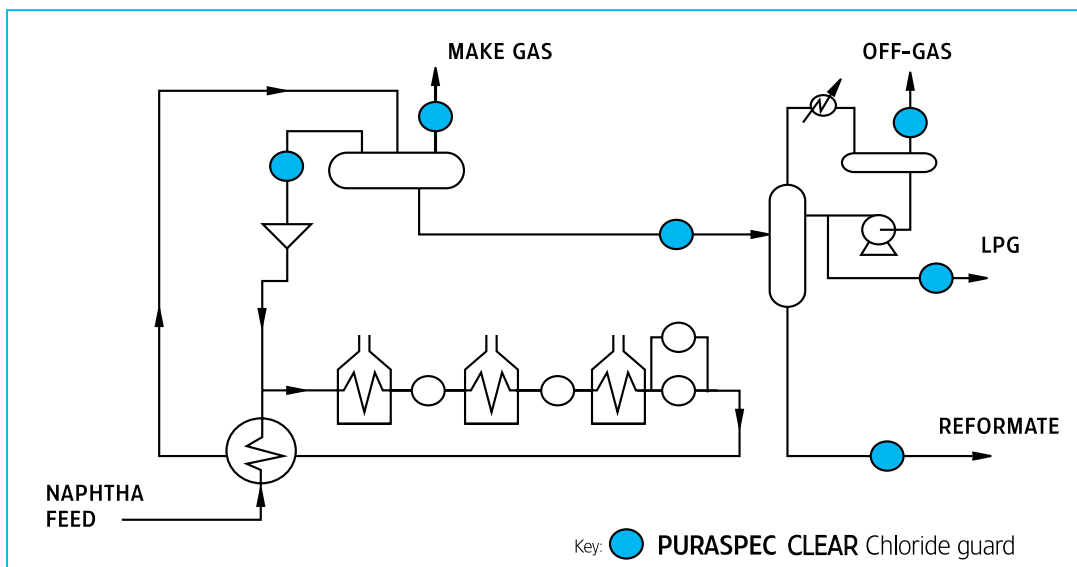 MAKE GAS
OFF-GAS
LPG
REFORMATE
NAPHTHA
FEED
Key: PURASPEC CLEAR Chloride guard